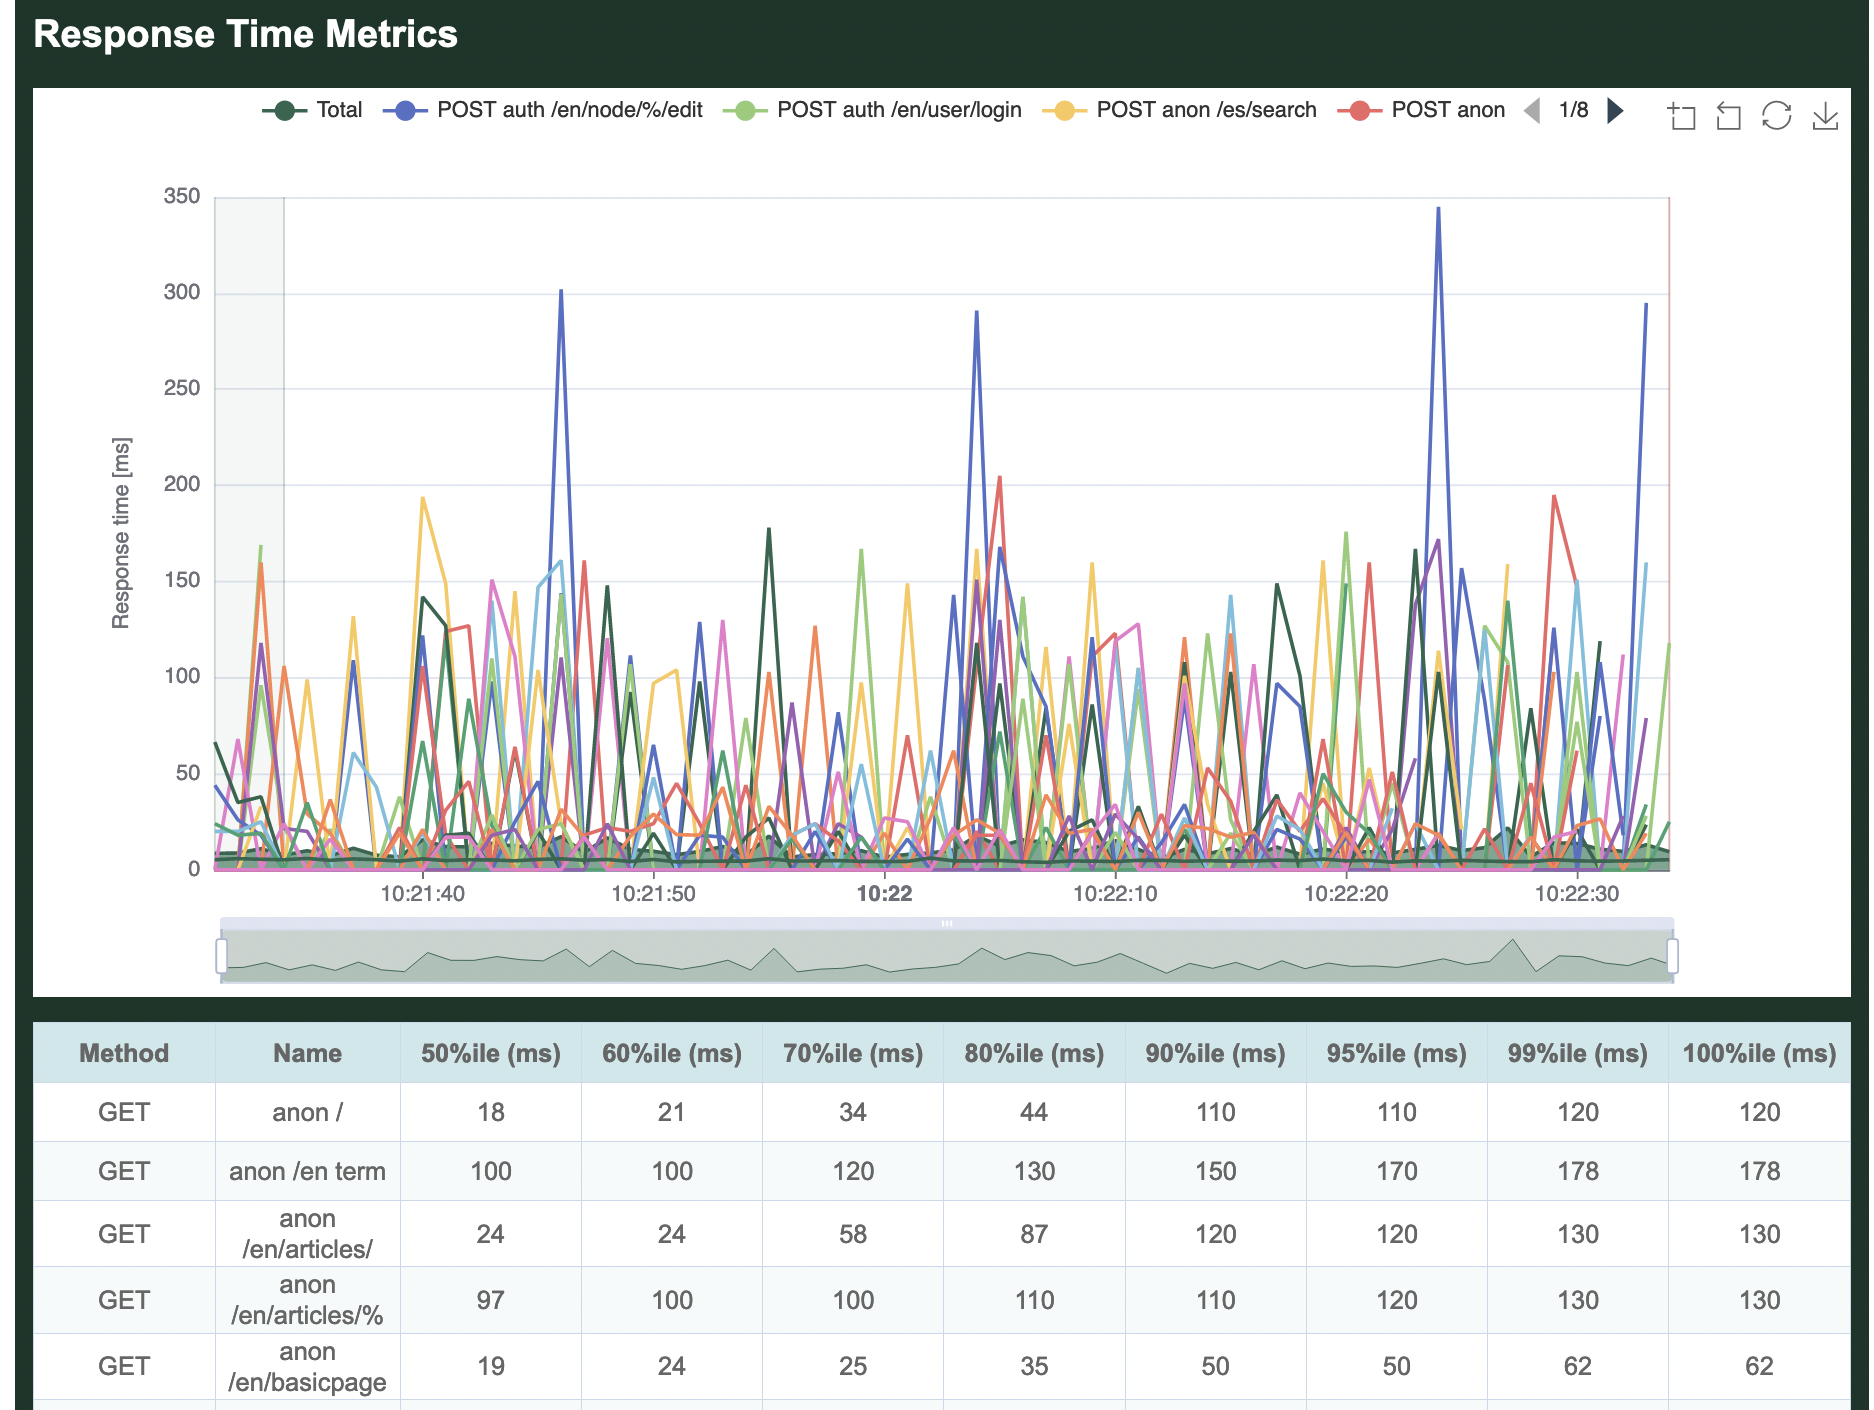 Response Time Metrics
Total POST auth /en/node/%/edit POST auth /en/user/login POST anon /es/search POST anon 1/8
350
300
250
200
150
100
50
0
Response time [ms]
10:21:40 10:21:50 10:22 10:22:10 10:22:20 10:22:30
Method Name 50%ile (ms) 60%ile (ms) 70%ile (ms) 80%ile (ms) 90%ile (ms) 95%ile (ms) 99%ile (ms) 100%ile (ms)
GET anon / 18 21 34 44 110 110 120 120
GET anon /en term 100 100 120 130 150 170 178 178
GET anon
/en/articles/ 24 24 58 87 120 120 130 130
GET anon
/en/articles/% 97 100 100 110 110 120 130 130
GET anon
/en/basicpage 19 24 25 35 50 50 62 62